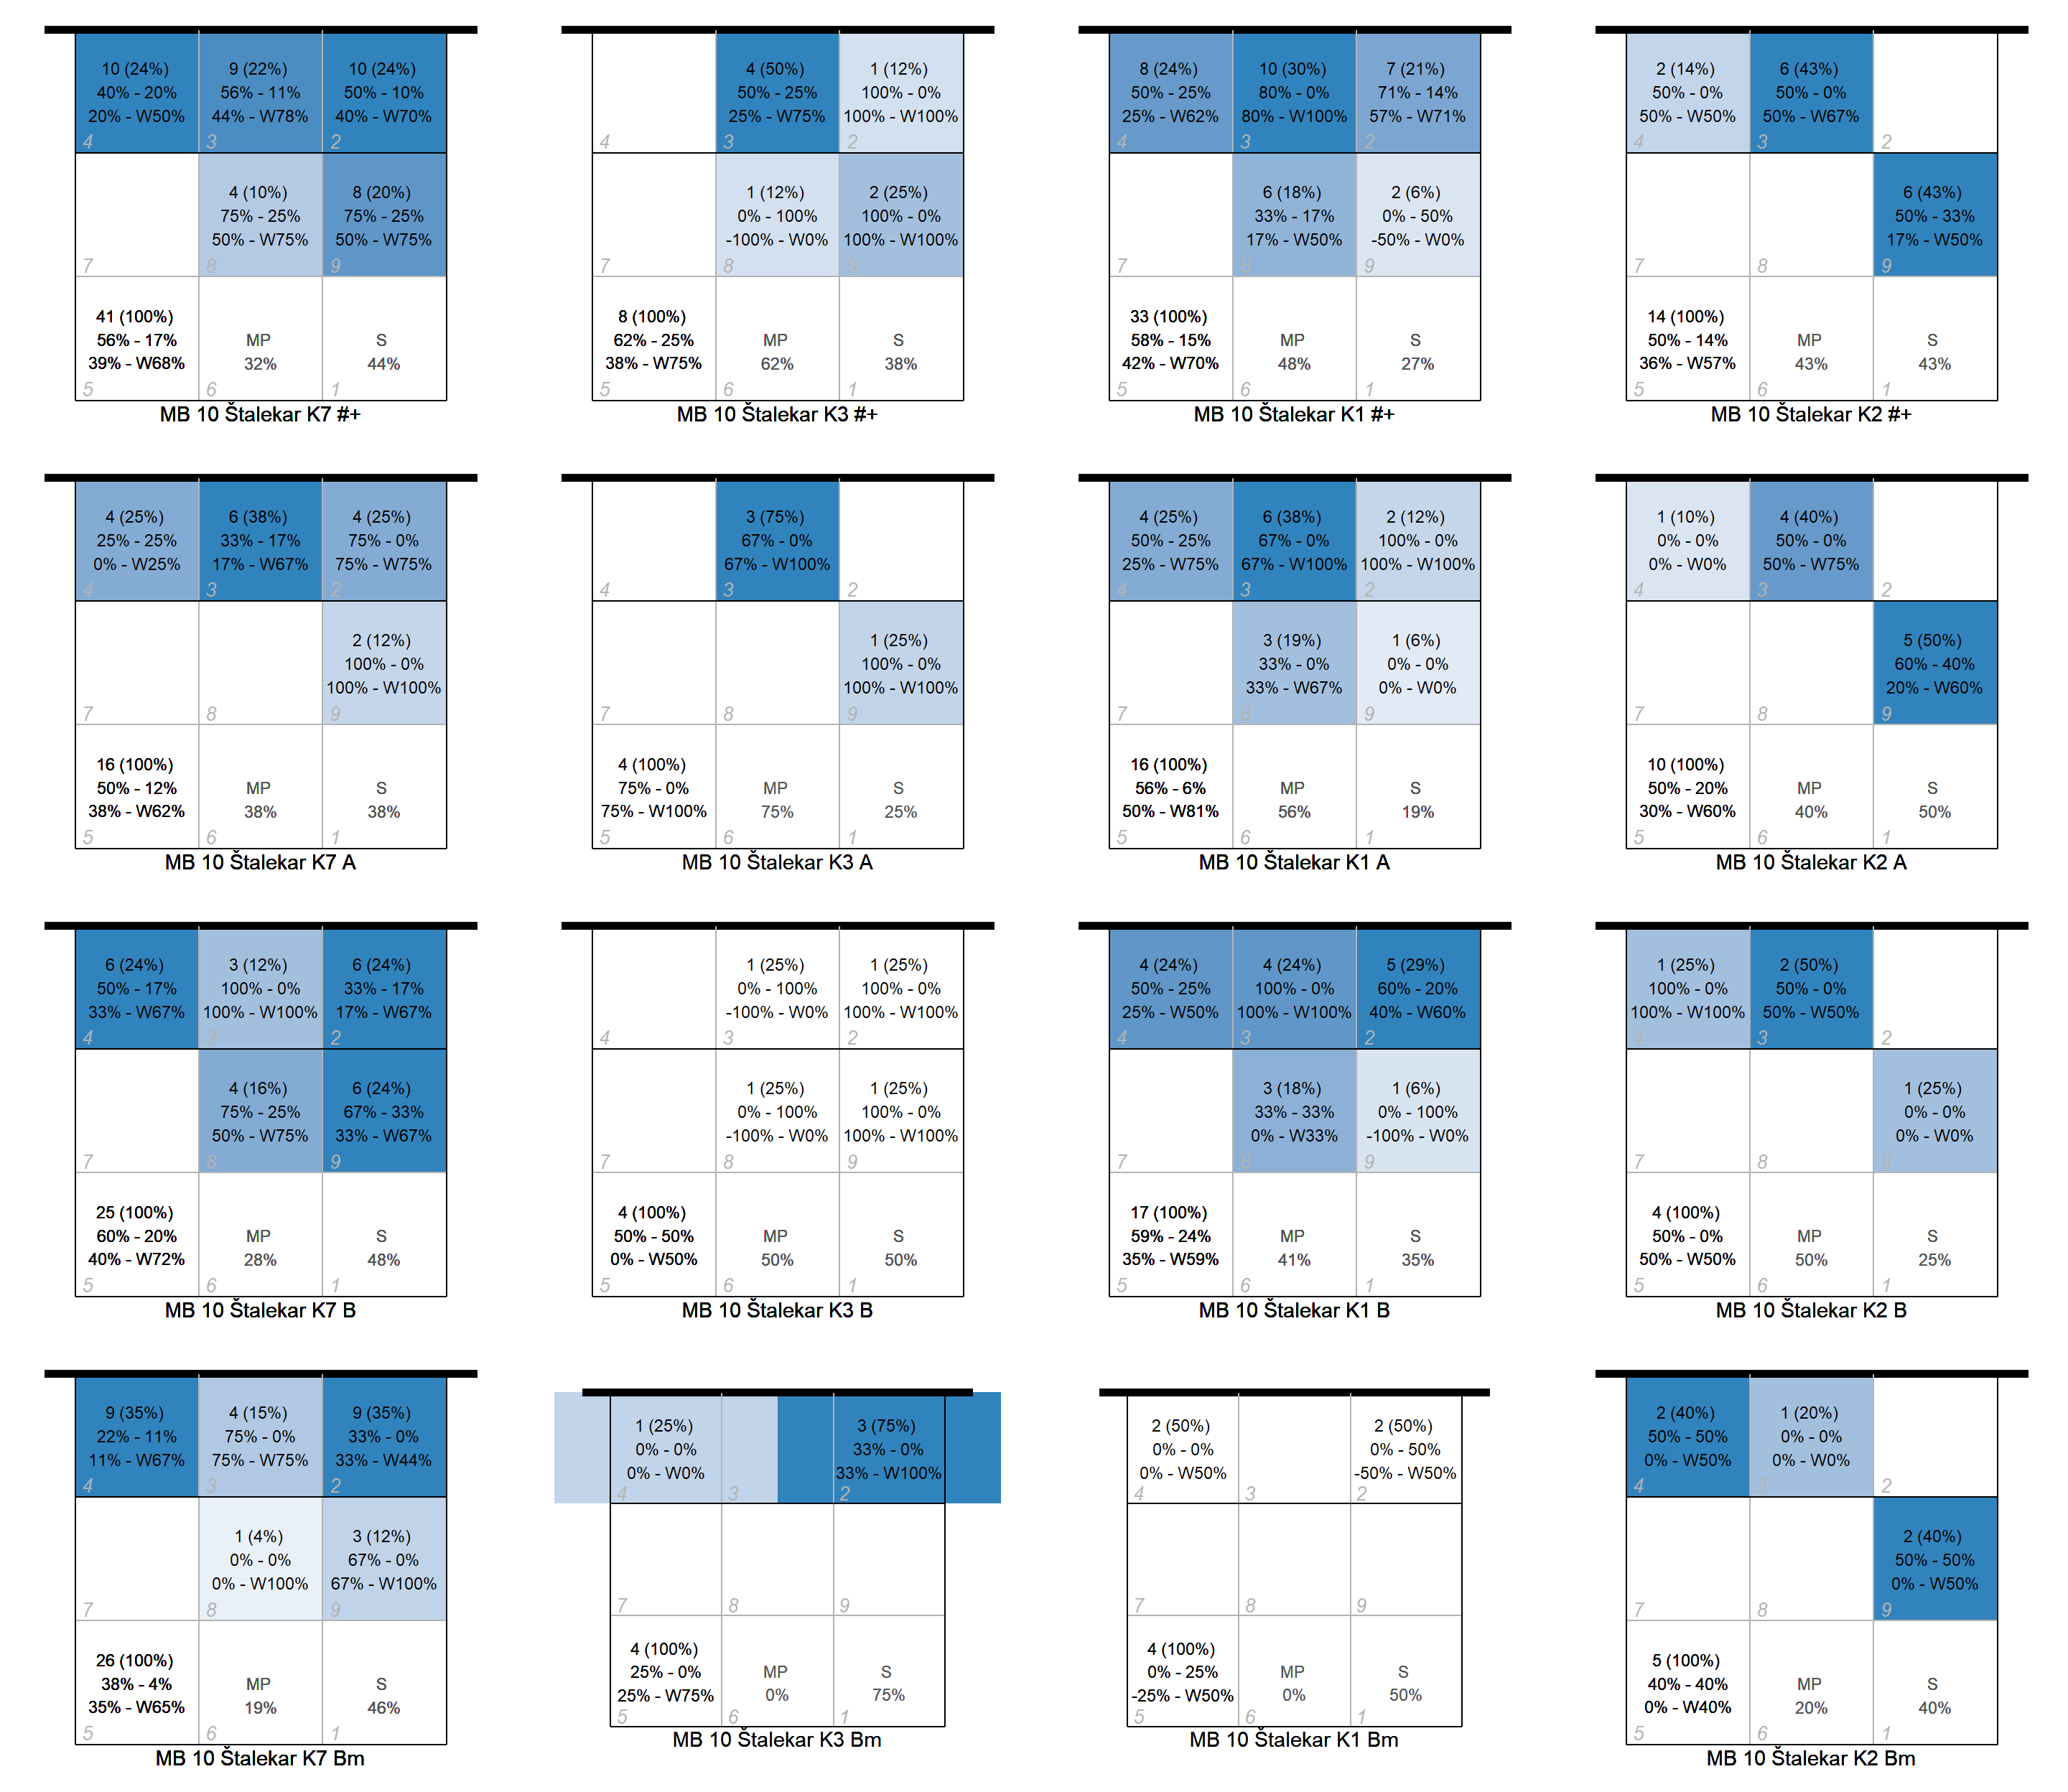 10 (24%)
40% - 20%
20% - W50%
4
9 (22%)
56% - 11%
44% - W78%
3
10 (24%)
50% - 10%
40% - W70%
2
7
4 (10%)
75% - 25%
50% - W75%
8
8 (20%)
75% - 25%
50% - W75%
9
41 (100%)
56% - 17%
39% - W68%
5
MP
32%
6
S
44%
1
MB 10 Štalekar K7 #+
4
4 (50%)
50% - 25%
25% - W75%
3
1 (12%)
100% - 0%
100% - W100%
2
7
1 (12%)
0% - 100%
-100% - W0%
8
2 (25%)
100% - 0%
100% - W100%
9
8 (100%)
62% - 25%
38% - W75%
5
MP
62%
6
S
38%
1
MB 10 Štalekar K3 #+
8 (24%)
50% - 25%
25% - W62%
4
10 (30%)
80% - 0%
80% - W100%
3
7 (21%)
71% - 14%
57% - W71%
2
7
6 (18%)
33% - 17%
17% - W50%
8
2 (6%)
0% - 50%
-50% - W0%
9
33 (100%)
58% - 15%
42% - W70%
5
MP
48%
6
S
27%
1
MB 10 Štalekar K1 #+
2 (14%)
50% - 0%
50% - W50%
4
6 (43%)
50% - 0%
50% - W67%
3
2
7
8
6 (43%)
50% - 33%
17% - W50%
9
14 (100%)
50% - 14%
36% - W57%
5
MP
43%
6
S
43%
1
MB 10 Štalekar K2 #+
4 (25%)
25% - 25%
0% - W25%
4
6 (38%)
33% - 17%
17% - W67%
3
4 (25%)
75% - 0%
75% - W75%
2
7
8
2 (12%)
100% - 0%
100% - W100%
9
16 (100%)
50% - 12%
38% - W62%
5
MP
38%
6
S
38%
1
MB 10 Štalekar K7 A
4
3 (75%)
67% - 0%
67% - W100%
3
2
7
8
1 (25%)
100% - 0%
100% - W100%
9
4 (100%)
75% - 0%
75% - W100%
5
MP
75%
6
S
25%
1
MB 10 Štalekar K3 A
4 (25%)
50% - 25%
25% - W75%
4
6 (38%)
67% - 0%
67% - W100%
3
2 (12%)
100% - 0%
100% - W100%
2
7
3 (19%)
33% - 0%
33% - W67%
8
1 (6%)
0% - 0%
0% - W0%
9
16 (100%)
56% - 6%
50% - W81%
5
MP
56%
6
S
19%
1
MB 10 Štalekar K1 A
1 (10%)
0% - 0%
0% - W0%
4
4 (40%)
50% - 0%
50% - W75%
3
2
7
8
5 (50%)
60% - 40%
20% - W60%
9
10 (100%)
50% - 20%
30% - W60%
5
MP
40%
6
S
50%
1
MB 10 Štalekar K2 A
6 (24%)
50% - 17%
33% - W67%
4
3 (12%)
100% - 0%
100% - W100%
3
6 (24%)
33% - 17%
17% - W67%
2
7
4 (16%)
75% - 25%
50% - W75%
8
6 (24%)
67% - 33%
33% - W67%
9
25 (100%)
60% - 20%
40% - W72%
5
MP
28%
6
S
48%
1
MB 10 Štalekar K7 B
4
1 (25%)
0% - 100%
-100% - W0%
3
1 (25%)
100% - 0%
100% - W100%
2
7
1 (25%)
0% - 100%
-100% - W0%
8
1 (25%)
100% - 0%
100% - W100%
9
4 (100%)
50% - 50%
0% - W50%
5
MP
50%
6
S
50%
1
MB 10 Štalekar K3 B
4 (24%)
50% - 25%
25% - W50%
4
4 (24%)
100% - 0%
100% - W100%
3
5 (29%)
60% - 20%
40% - W60%
2
7
3 (18%)
33% - 33%
0% - W33%
8
1 (6%)
0% - 100%
-100% - W0%
9
17 (100%)
59% - 24%
35% - W59%
5
MP
41%
6
S
35%
1
MB 10 Štalekar K1 B
1 (25%)
100% - 0%
100% - W100%
4
2 (50%)
50% - 0%
50% - W50%
3
2
7
8
1 (25%)
0% - 0%
0% - W0%
9
4 (100%)
50% - 0%
50% - W50%
5
MP
50%
6
S
25%
1
MB 10 Štalekar K2 B
9 (35%)
22% - 11%
11% - W67%
4
4 (15%)
75% - 0%
75% - W75%
3
9 (35%)
33% - 0%
33% - W44%
2
7
1 (4%)
0% - 0%
0% - W100%
8
3 (12%)
67% - 0%
67% - W100%
9
26 (100%)
38% - 4%
35% - W65%
5
MP
19%
6
S
46%
1
MB 10 Štalekar K7 Bm
1 (25%)
0% - 0%
0% - W0%
4
3
3 (75%)
33% - 0%
33% - W100%
2
7
8
9
4 (100%)
25% - 0%
25% - W75%
5
MP
0%
6
S
75%
1
MB 10 Štalekar K3 Bm
2 (50%)
0% - 0%
0% - W50%
4
3
2 (50%)
0% - 50%
-50% - W50%
2
7
8
9
4 (100%)
0% - 25%
-25% - W50%
5
MP
0%
6
S
50%
1
MB 10 Štalekar K1 Bm
2 (40%)
50% - 50%
0% - W50%
4
1 (20%)
0% - 0%
0% - W0%
3
2
7
8
2 (40%)
50% - 50%
0% - W50%
9
5 (100%)
40% - 40%
0% - W40%
5
MP
20%
6
S
40%
1
MB 10 Štalekar K2 Bm